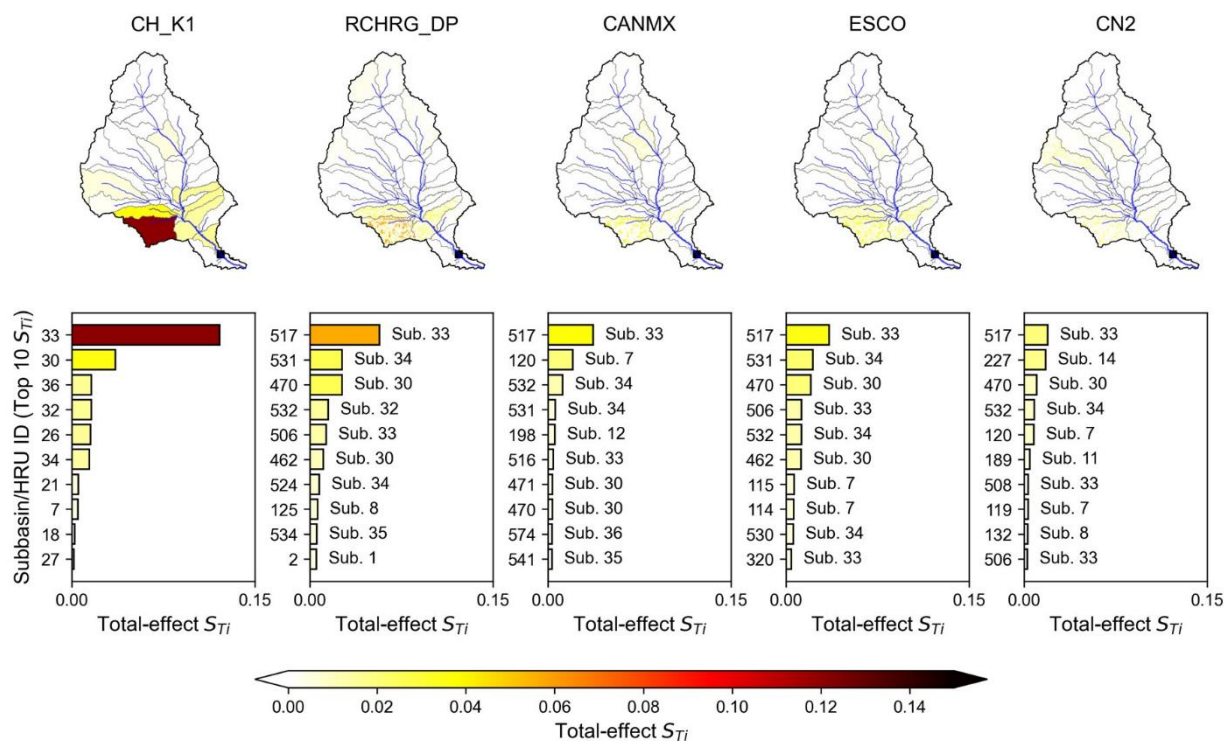 CH_K1 RCHRG_DP CANMX ESCO CN2
Subbasin/HRU ID (Top 10 S_Ti)
33
30
36
32
26
34
21
7
18
27
0.00 0.15
Total-effect S_Ti
517 Sub. 33
531 Sub. 34
470 Sub. 30
532 Sub. 32
506 Sub. 33
462 Sub. 30
524 Sub. 34
125 Sub. 8
534 Sub. 35
2 Sub. 1
0.00 0.15
Total-effect S_Ti
517 Sub. 33
120 Sub. 7
532 Sub. 34
531 Sub. 34
198 Sub. 12
516 Sub. 33
471 Sub. 30
470 Sub. 30
574 Sub. 36
541 Sub. 35
0.00 0.15
Total-effect S_Ti
517 Sub. 33
531 Sub. 34
470 Sub. 30
506 Sub. 33
532 Sub. 34
462 Sub. 30
115 Sub. 7
114 Sub. 7
530 Sub. 34
320 Sub. 33
0.00 0.15
Total-effect S_Ti
517 Sub. 33
227 Sub. 14
470 Sub. 30
532 Sub. 34
120 Sub. 7
189 Sub. 11
508 Sub. 33
119 Sub. 7
132 Sub. 8
506 Sub. 33
0.00 0.15
Total-effect S_Ti
0.00 0.02 0.04 0.06 0.08 0.10 0.12 0.14
Total-effect S_Ti